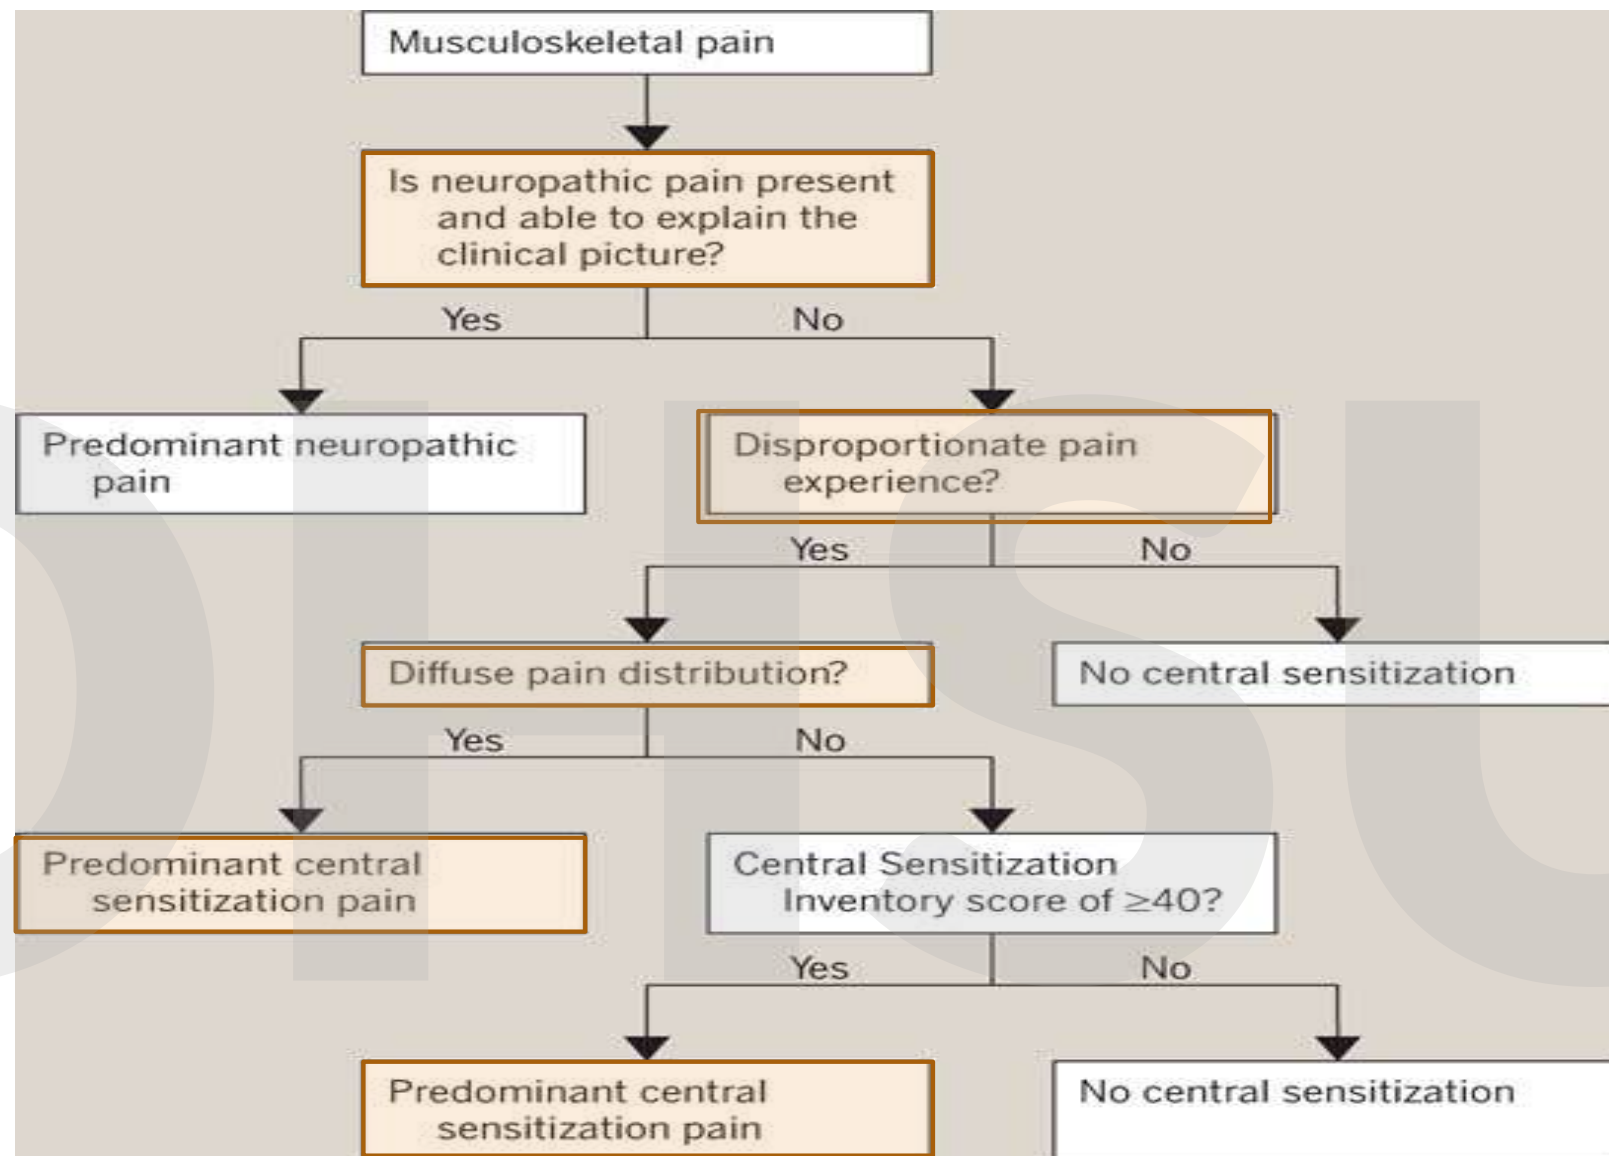 Musculoskeletal pain
Is neuropathic pain present
and able to explain the
clinical picture?
Yes
No
Predominant neuropathic
pain
Disproportionate pain
experience?
Yes
No
Diffuse pain distribution?
No central sensitization
Yes
No
Predominant central
sensitization pain
Central Sensitization
Inventory score of ≥40?
Yes
No
Predominant central
sensitization pain
No central sensitization
OHSU